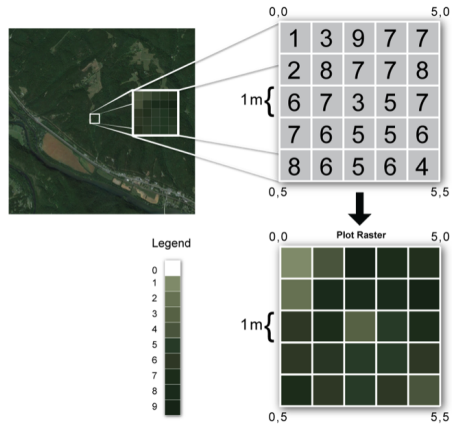 0,0 5,0
1 3 9 7 7
2 8 7 7 8
1m{ 6 7 3 5 7
7 6 5 5 6
8 6 5 6 4
0,5 5,5
Plot Raster
0,0 5,0
1m{
0,5 5,5
Legend
0
1
2
3
4
5
6
7
8
9